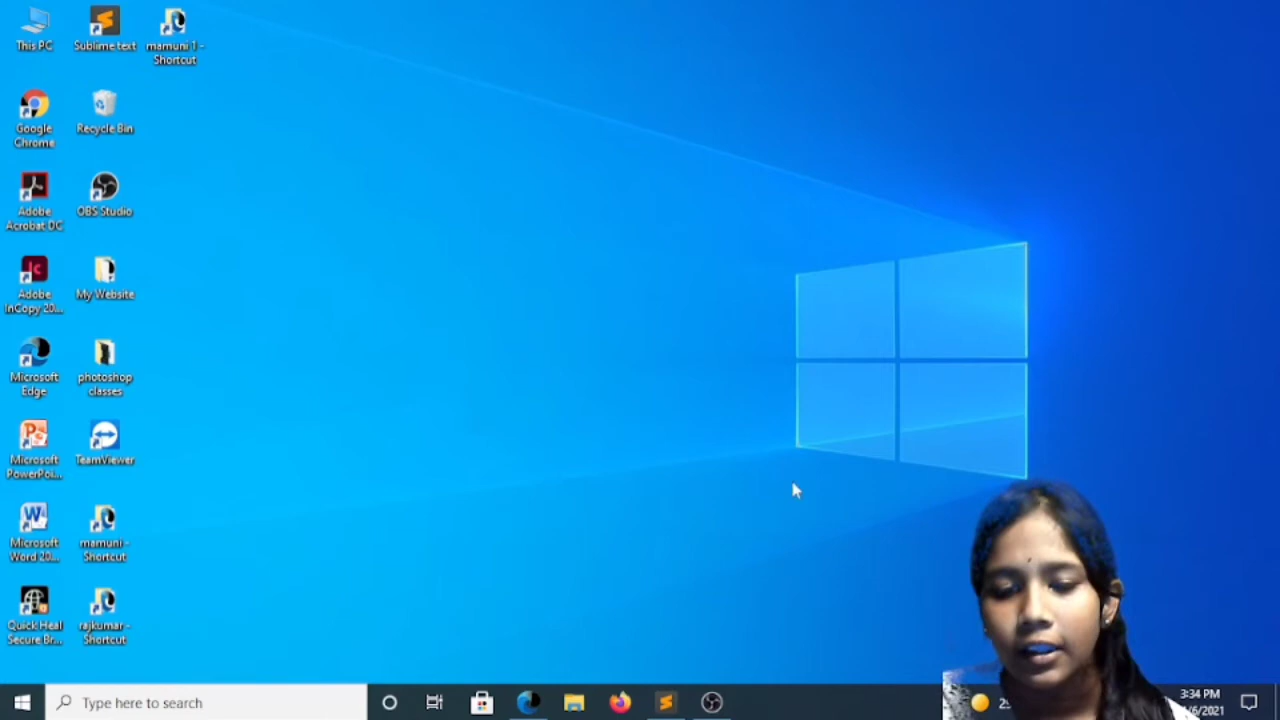 This PC
Sublime text
mamuni 1 -
Shortcut
Google
Chrome
Recycle Bin
Adobe
Acrobat DC
OBS Studio
Adobe
InCopy 20...
My Website
Microsoft
Edge
photoshop
classes
Microsoft
PowerPoi...
TeamViewer
Microsoft
Word 20...
mamuni -
Shortcut
Quick Heal
Secure Br...
rajkumar -
Shortcut
Type here to search
3:34 PM
/6/2021